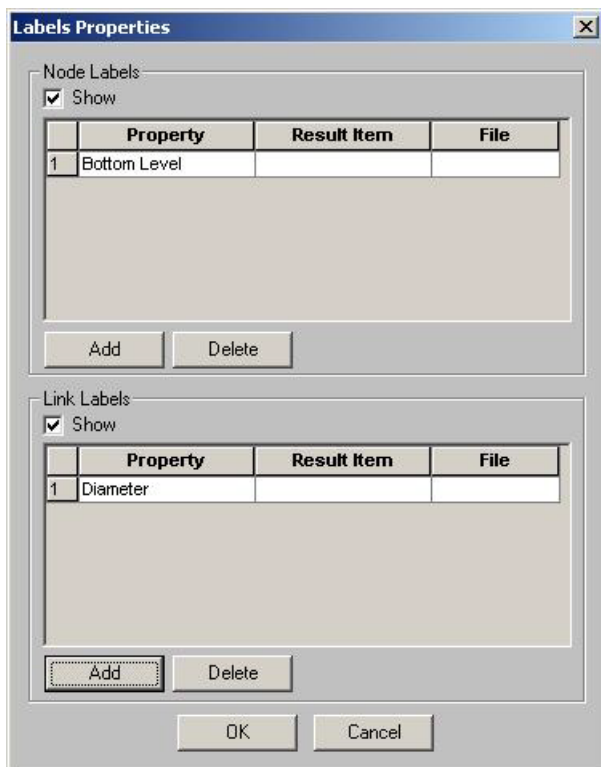 Labels Properties
Node Labels
Show
Property Result Item File
1 Bottom Level
Add Delete
Link Labels
Show
Property Result Item File
1 Diameter
Add Delete
OK Cancel